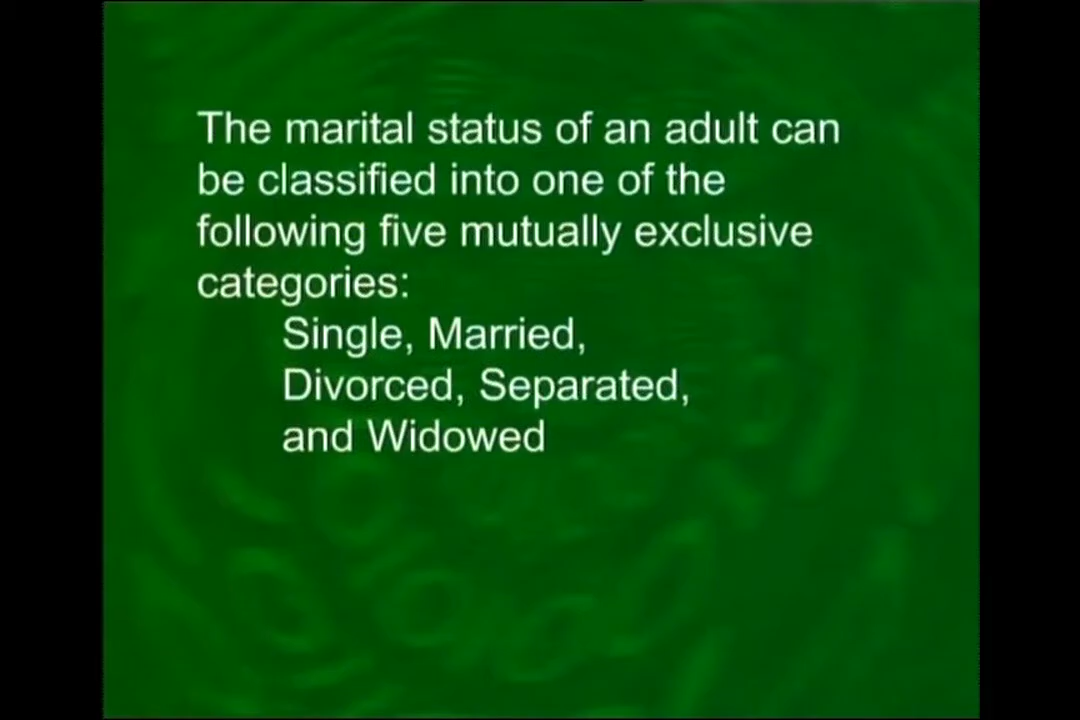 The marital status of an adult can
be classified into one of the
following five mutually exclusive
categories:
Single, Married,
Divorced, Separated,
and Widowed